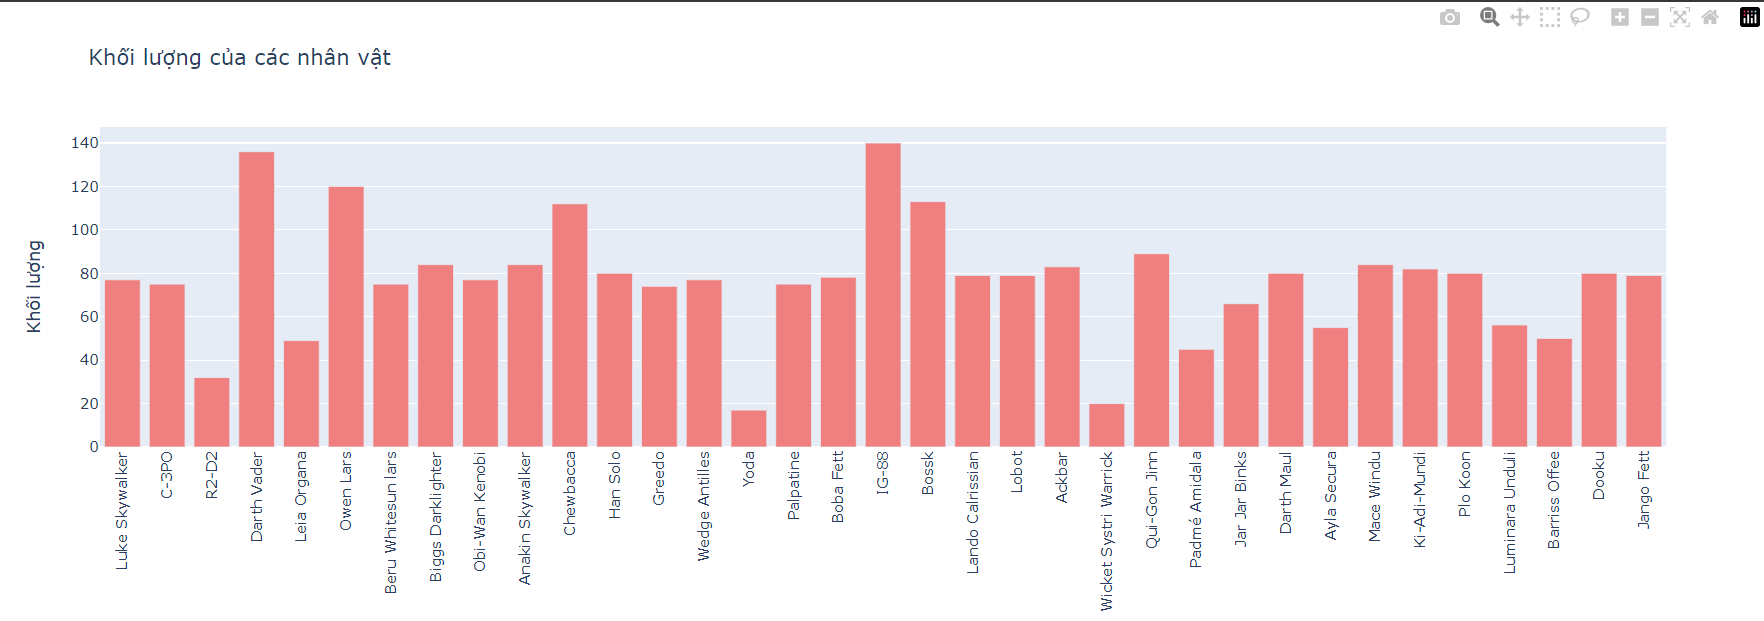 Khối lượng của các nhân vật
Khối lượng
140
120
100
80
60
40
20
0
Luke Skywalker
C-3PO
R2-D2
Darth Vader
Leia Organa
Owen Lars
Beru Whitesun lars
Biggs Darklighter
Obi-Wan Kenobi
Anakin Skywalker
Chewbacca
Han Solo
Greedo
Wedge Antilles
Yoda
Palpatine
Boba Fett
IG-88
Bossk
Lando Calrissian
Lobot
Ackbar
Wicket Systri Warrick
Qui-Gon Jinn
Padmé Amidala
Jar Jar Binks
Darth Maul
Ayla Secura
Mace Windu
Ki-Adi-Mundi
Plo Koon
Luminara Unduli
Barriss Offee
Dooku
Jango Fett